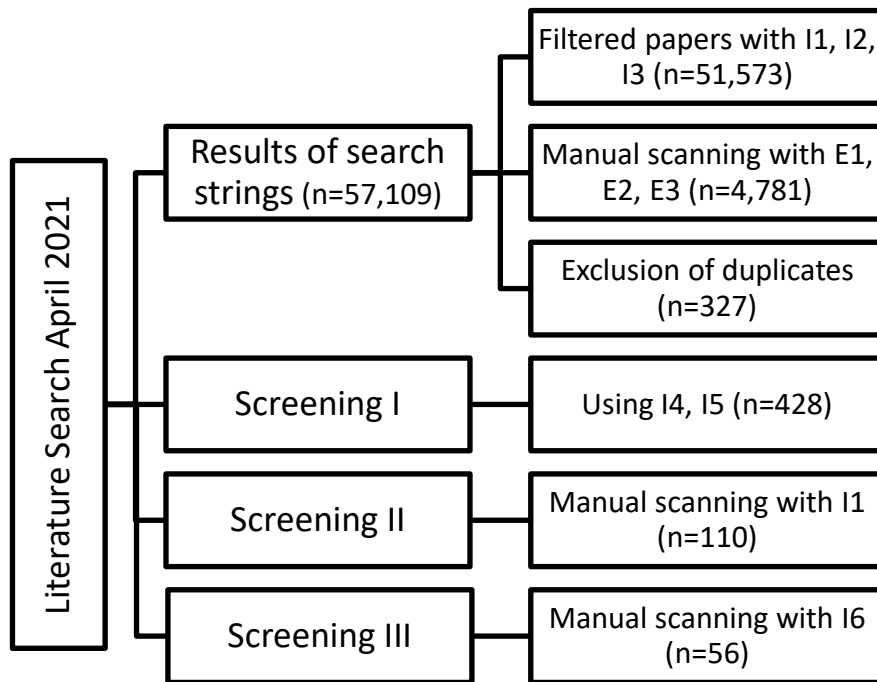 Literature Search April 2021
Results of search
strings (n=57,109)
Filtered papers with I1, I2,
I3 (n=51,573)
Manual scanning with E1,
E2, E3 (n=4,781)
Exclusion of duplicates
(n=327)
Screening I
Using I4, I5 (n=428)
Screening II
Manual scanning with I1
(n=110)
Screening III
Manual scanning with I6
(n=56)